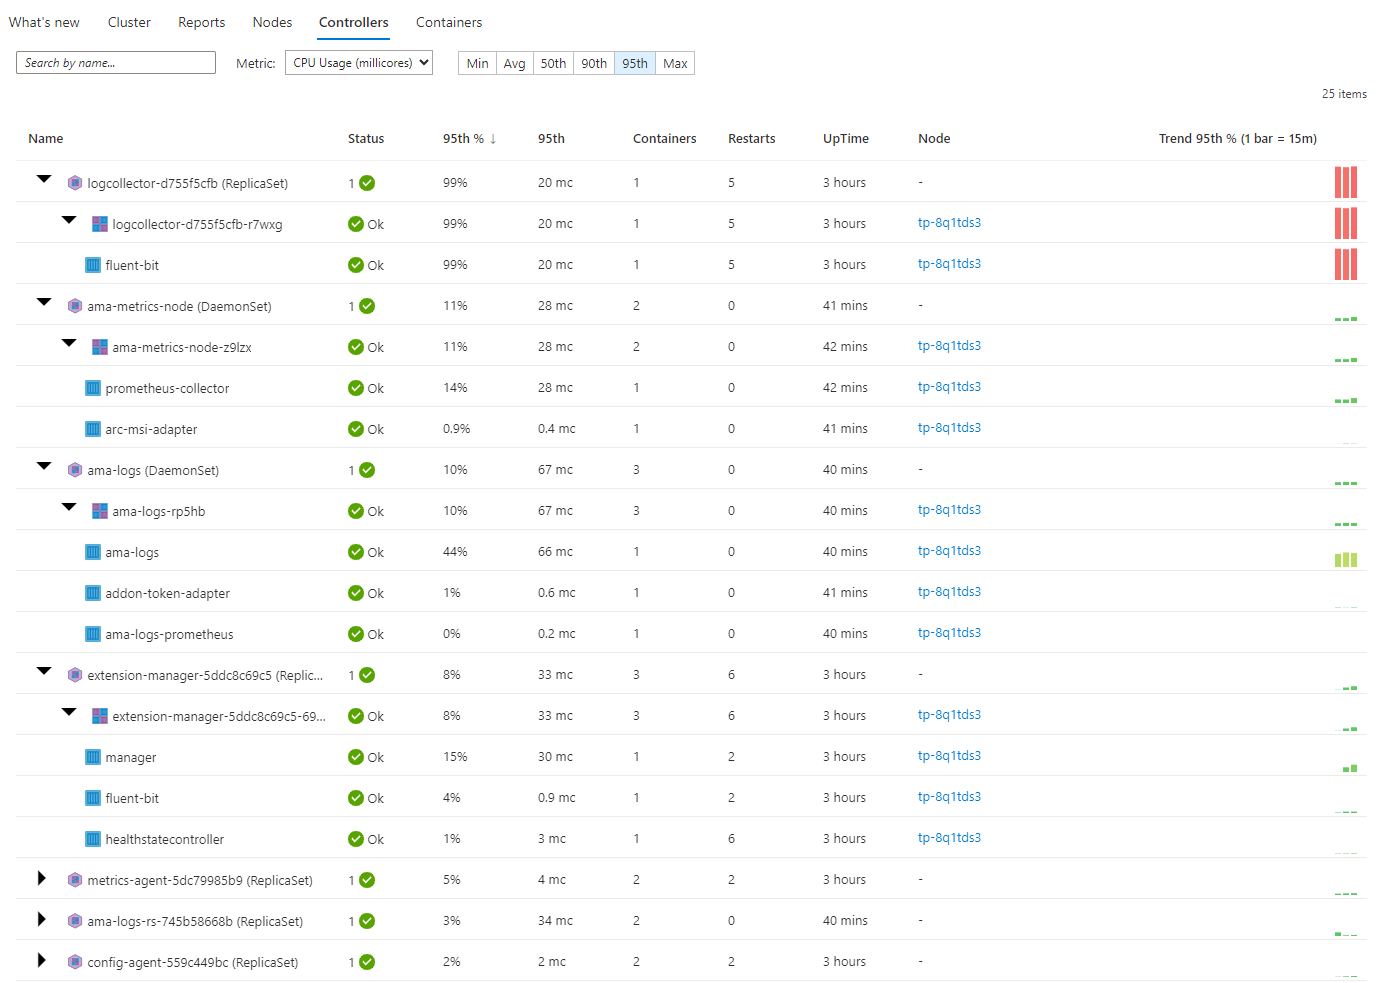 What's new Cluster Reports Nodes Controllers Containers
Search by name... Metric: CPU Usage (millicores) Min Avg 50th 90th 95th Max
25 items
Name Status 95th % ↓ 95th Containers Restarts UpTime Node Trend 95th % (1 bar = 15m)
logcollector-d755f5cfb (ReplicaSet) 1 99% 20 mc 1 5 3 hours -
logcollector-d755f5cfb-r7wxg Ok 99% 20 mc 1 5 3 hours tp-8q1tds3
fluent-bit Ok 99% 20 mc 1 5 3 hours tp-8q1tds3
ama-metrics-node (DaemonSet) 1 11% 28 mc 2 0 41 mins -
ama-metrics-node-z9lzx Ok 11% 28 mc 2 0 42 mins tp-8q1tds3
prometheus-collector Ok 14% 28 mc 1 0 42 mins tp-8q1tds3
arc-msi-adapter Ok 0.9% 0.4 mc 1 0 41 mins tp-8q1tds3
ama-logs (DaemonSet) 1 10% 67 mc 3 0 40 mins -
ama-logs-rp5hb Ok 10% 67 mc 3 0 40 mins tp-8q1tds3
ama-logs Ok 44% 66 mc 1 0 40 mins tp-8q1tds3
addon-token-adapter Ok 1% 0.6 mc 1 0 41 mins tp-8q1tds3
ama-logs-prometheus Ok 0% 0.2 mc 1 0 40 mins tp-8q1tds3
extension-manager-5ddc8c69c5 (Replic... 1 8% 33 mc 3 6 3 hours -
extension-manager-5ddc8c69c5-69... Ok 8% 33 mc 3 6 3 hours tp-8q1tds3
manager Ok 15% 30 mc 1 2 3 hours tp-8q1tds3
fluent-bit Ok 4% 0.9 mc 1 2 3 hours tp-8q1tds3
healthstatecontroller Ok 1% 3 mc 1 6 3 hours tp-8q1tds3
metrics-agent-5dc79985b9 (ReplicaSet) 1 5% 4 mc 2 2 3 hours -
ama-logs-rs-745b58668b (ReplicaSet) 1 3% 34 mc 2 0 40 mins -
config-agent-559c449bc (ReplicaSet) 1 2% 2 mc 2 2 3 hours -